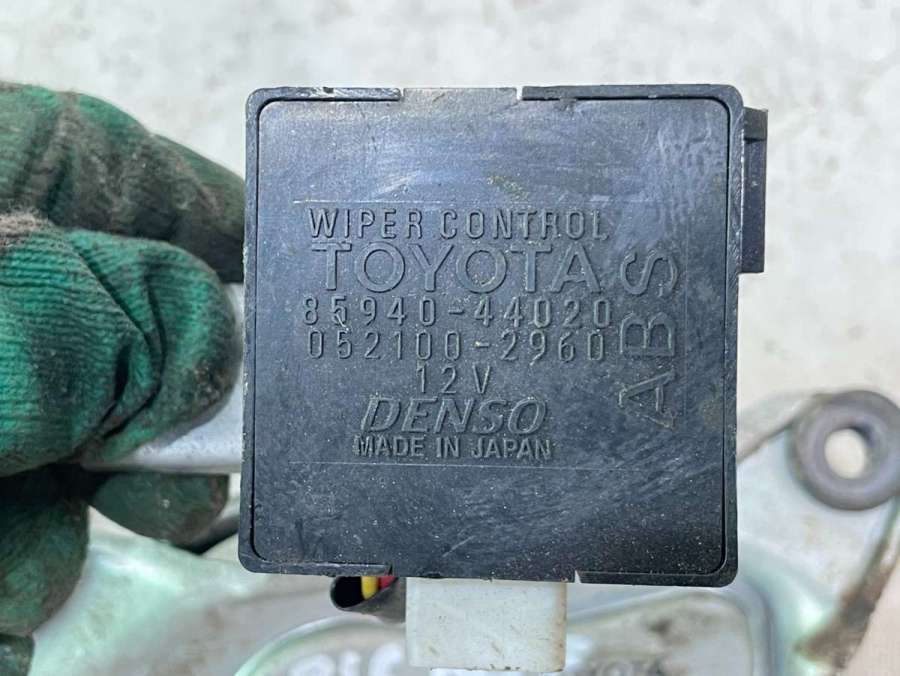 WIPER CONTROL
TOYOTA
85940-44020
052100-2960
12V
DENSO
MADE IN JAPAN
ABS